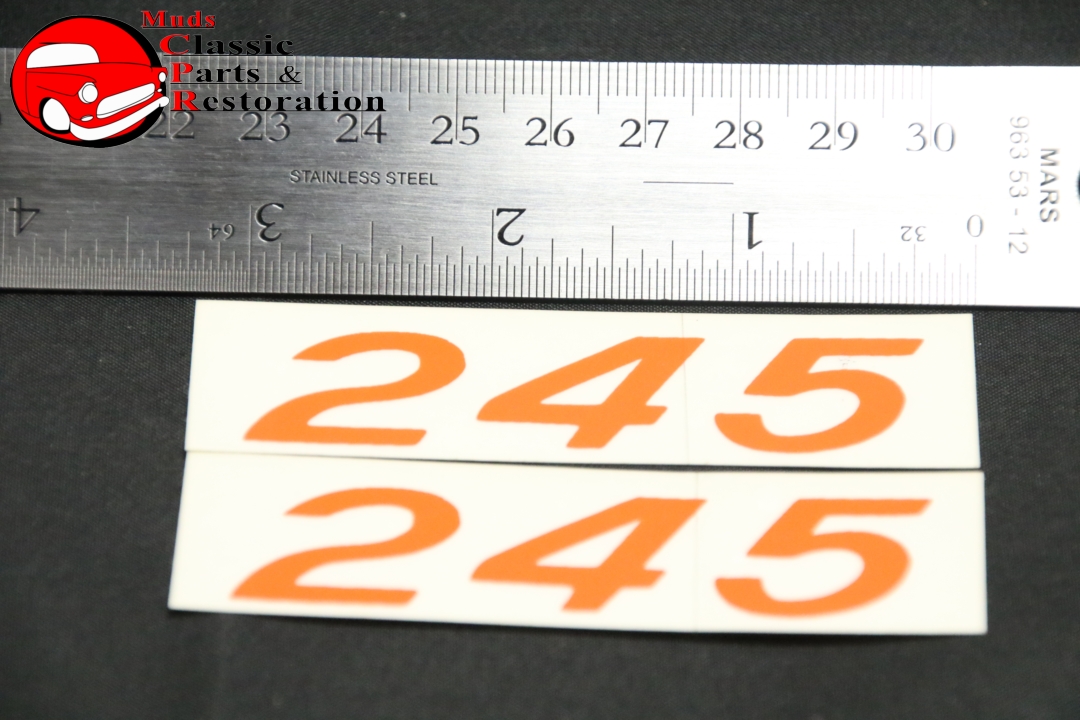 Muds
Classic
Parts &
Restoration
22 23 24 25 26 27 28 29 30
STAINLESS STEEL
MARS
963 53 - 12
4 64 3 2 1 32 0
245
245